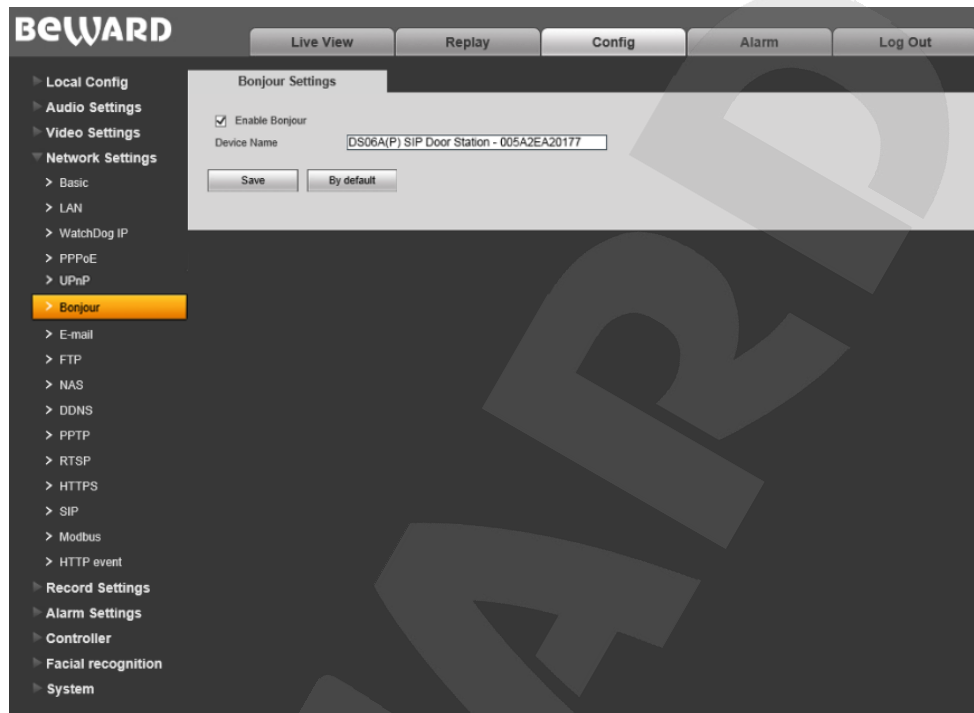 BEWARD
Live View
Replay
Config
Alarm
Log Out
Local Config
Audio Settings
Video Settings
Network Settings
> Basic
> LAN
> WatchDog IP
> PPPoE
> UPnP
> Bonjour
> E-mail
> FTP
> NAS
> DDNS
> PPTP
> RTSP
> HTTPS
> SIP
> Modbus
> HTTP event
Record Settings
Alarm Settings
Controller
Facial recognition
System
Bonjour Settings
Enable Bonjour
Device Name DS06A(P) SIP Door Station - 005A2EA20177
Save By default
ARD